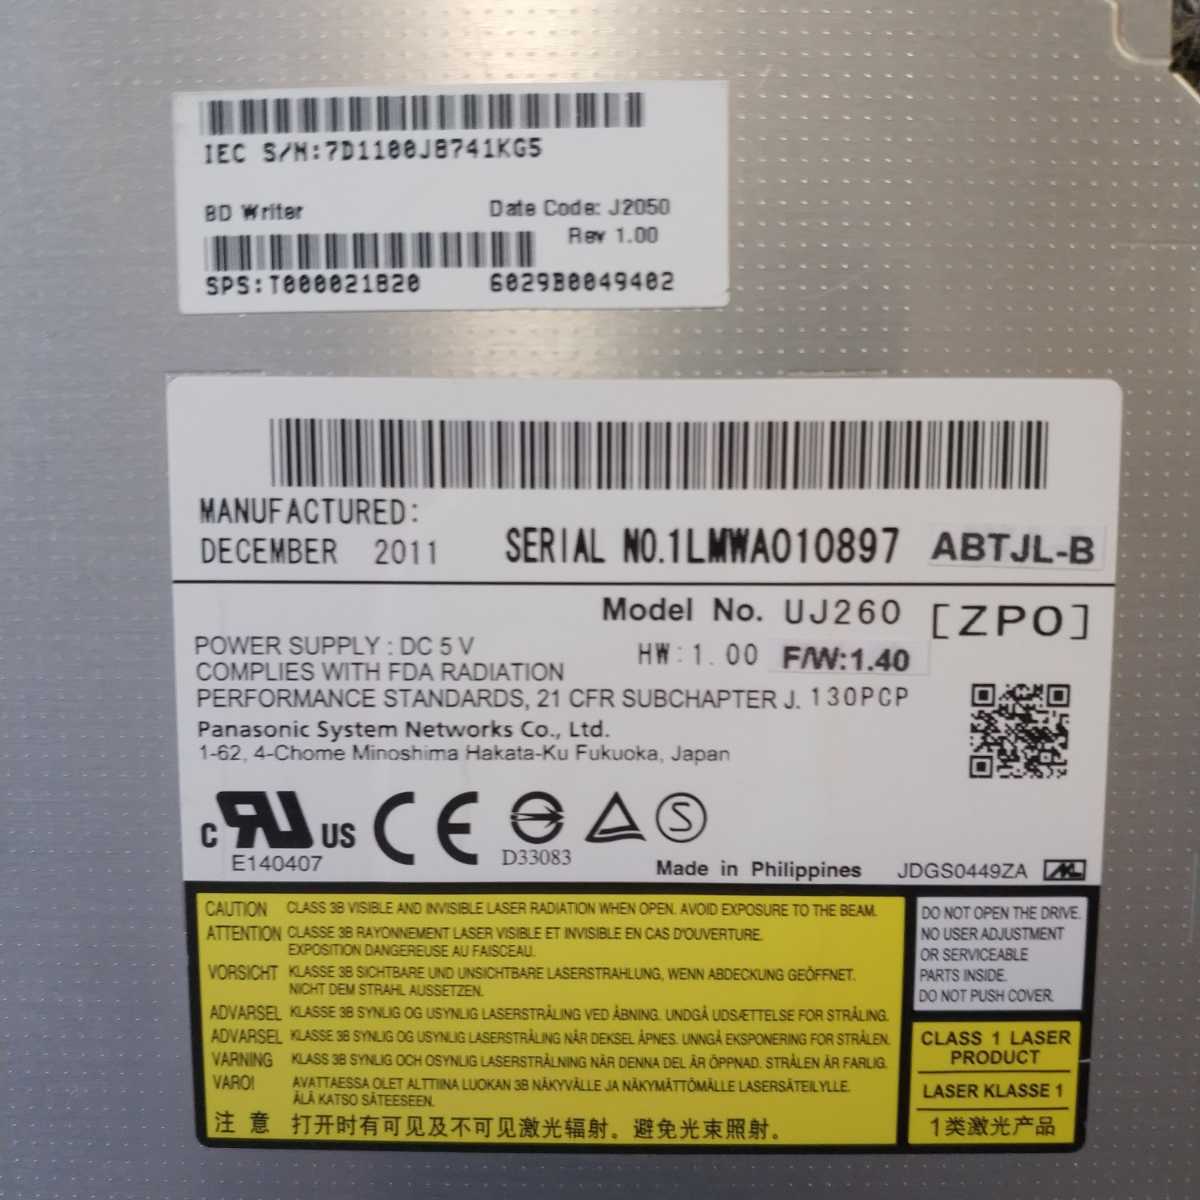 IEC S/N:7D1100J8741KG5
BD Writer
Date Code: J2050
Rev 1.00
SPS:T000021820
6029B0049402
MANUFACTURED:
DECEMBER 2011
SERIAL NO.1LMWA010897
ABTJL-B
Model No. UJ260 [ZPO]
POWER SUPPLY : DC 5 V
HW:1.00 F/W:1.40
COMPLIES WITH FDA RADIATION
PERFORMANCE STANDARDS, 21 CFR SUBCHAPTER J. 130PCP
Panasonic System Networks Co., Ltd.
1-62, 4-Chome Minoshima Hakata-Ku Fukuoka, Japan
C US
E140407
CE
D33083
S
Made in Philippines
JDGS0449ZA
CAUTION CLASS 3B VISIBLE AND INVISIBLE LASER RADIATION WHEN OPEN. AVOID EXPOSURE TO THE BEAM.
ATTENTION CLASSE 3B RAYONNEMENT LASER VISIBLE ET INVISIBLE EN CAS D'OUVERTURE.
EXPOSITION DANGEREUSE AU FAISCEAU.
VORSICHT KLASSE 3B SICHTBARE UND UNSICHTBARE LASERSTRAHLUNG, WENN ABDECKUNG GEÖFFNET.
NICHT DEM STRAHL AUSSETZEN.
ADVARSEL KLASSE 3B SYNLIG OG USYNLIG LASERSTRÅLING VED ÅBNING. UNDGÅ UDSÆTTELSE FOR STRÅLING.
ADVARSEL KLASSE 3B SYNLIG OG USYNLIG LASERSTRÅLING NÅR DEKSEL ÅPNES. UNNGÅ EKSPONERING FOR STRÅLEN.
VARNING KLASS 3B SYNLIG OCH OSYNLIG LASERSTRÅLNING NÄR DENNA DEL ÄR ÖPPNAD. STRÅLEN ÄR FARLIG.
VARO! AVATTAESSA OLET ALTTIINA LUOKAN 3B NÄKYVÄLLE JA NÄKYMÄTTÖMÄLLE LASERSÄTEILYLLE.
ÄLÄ KATSO SÄTEESEEN.
注 意 打开时有可见及不可见激光辐射。避免光束照射。
DO NOT OPEN THE DRIVE.
NO USER ADJUSTMENT
OR SERVICEABLE
PARTS INSIDE.
DO NOT PUSH COVER.
CLASS 1 LASER
PRODUCT
LASER KLASSE 1
1类激光产品